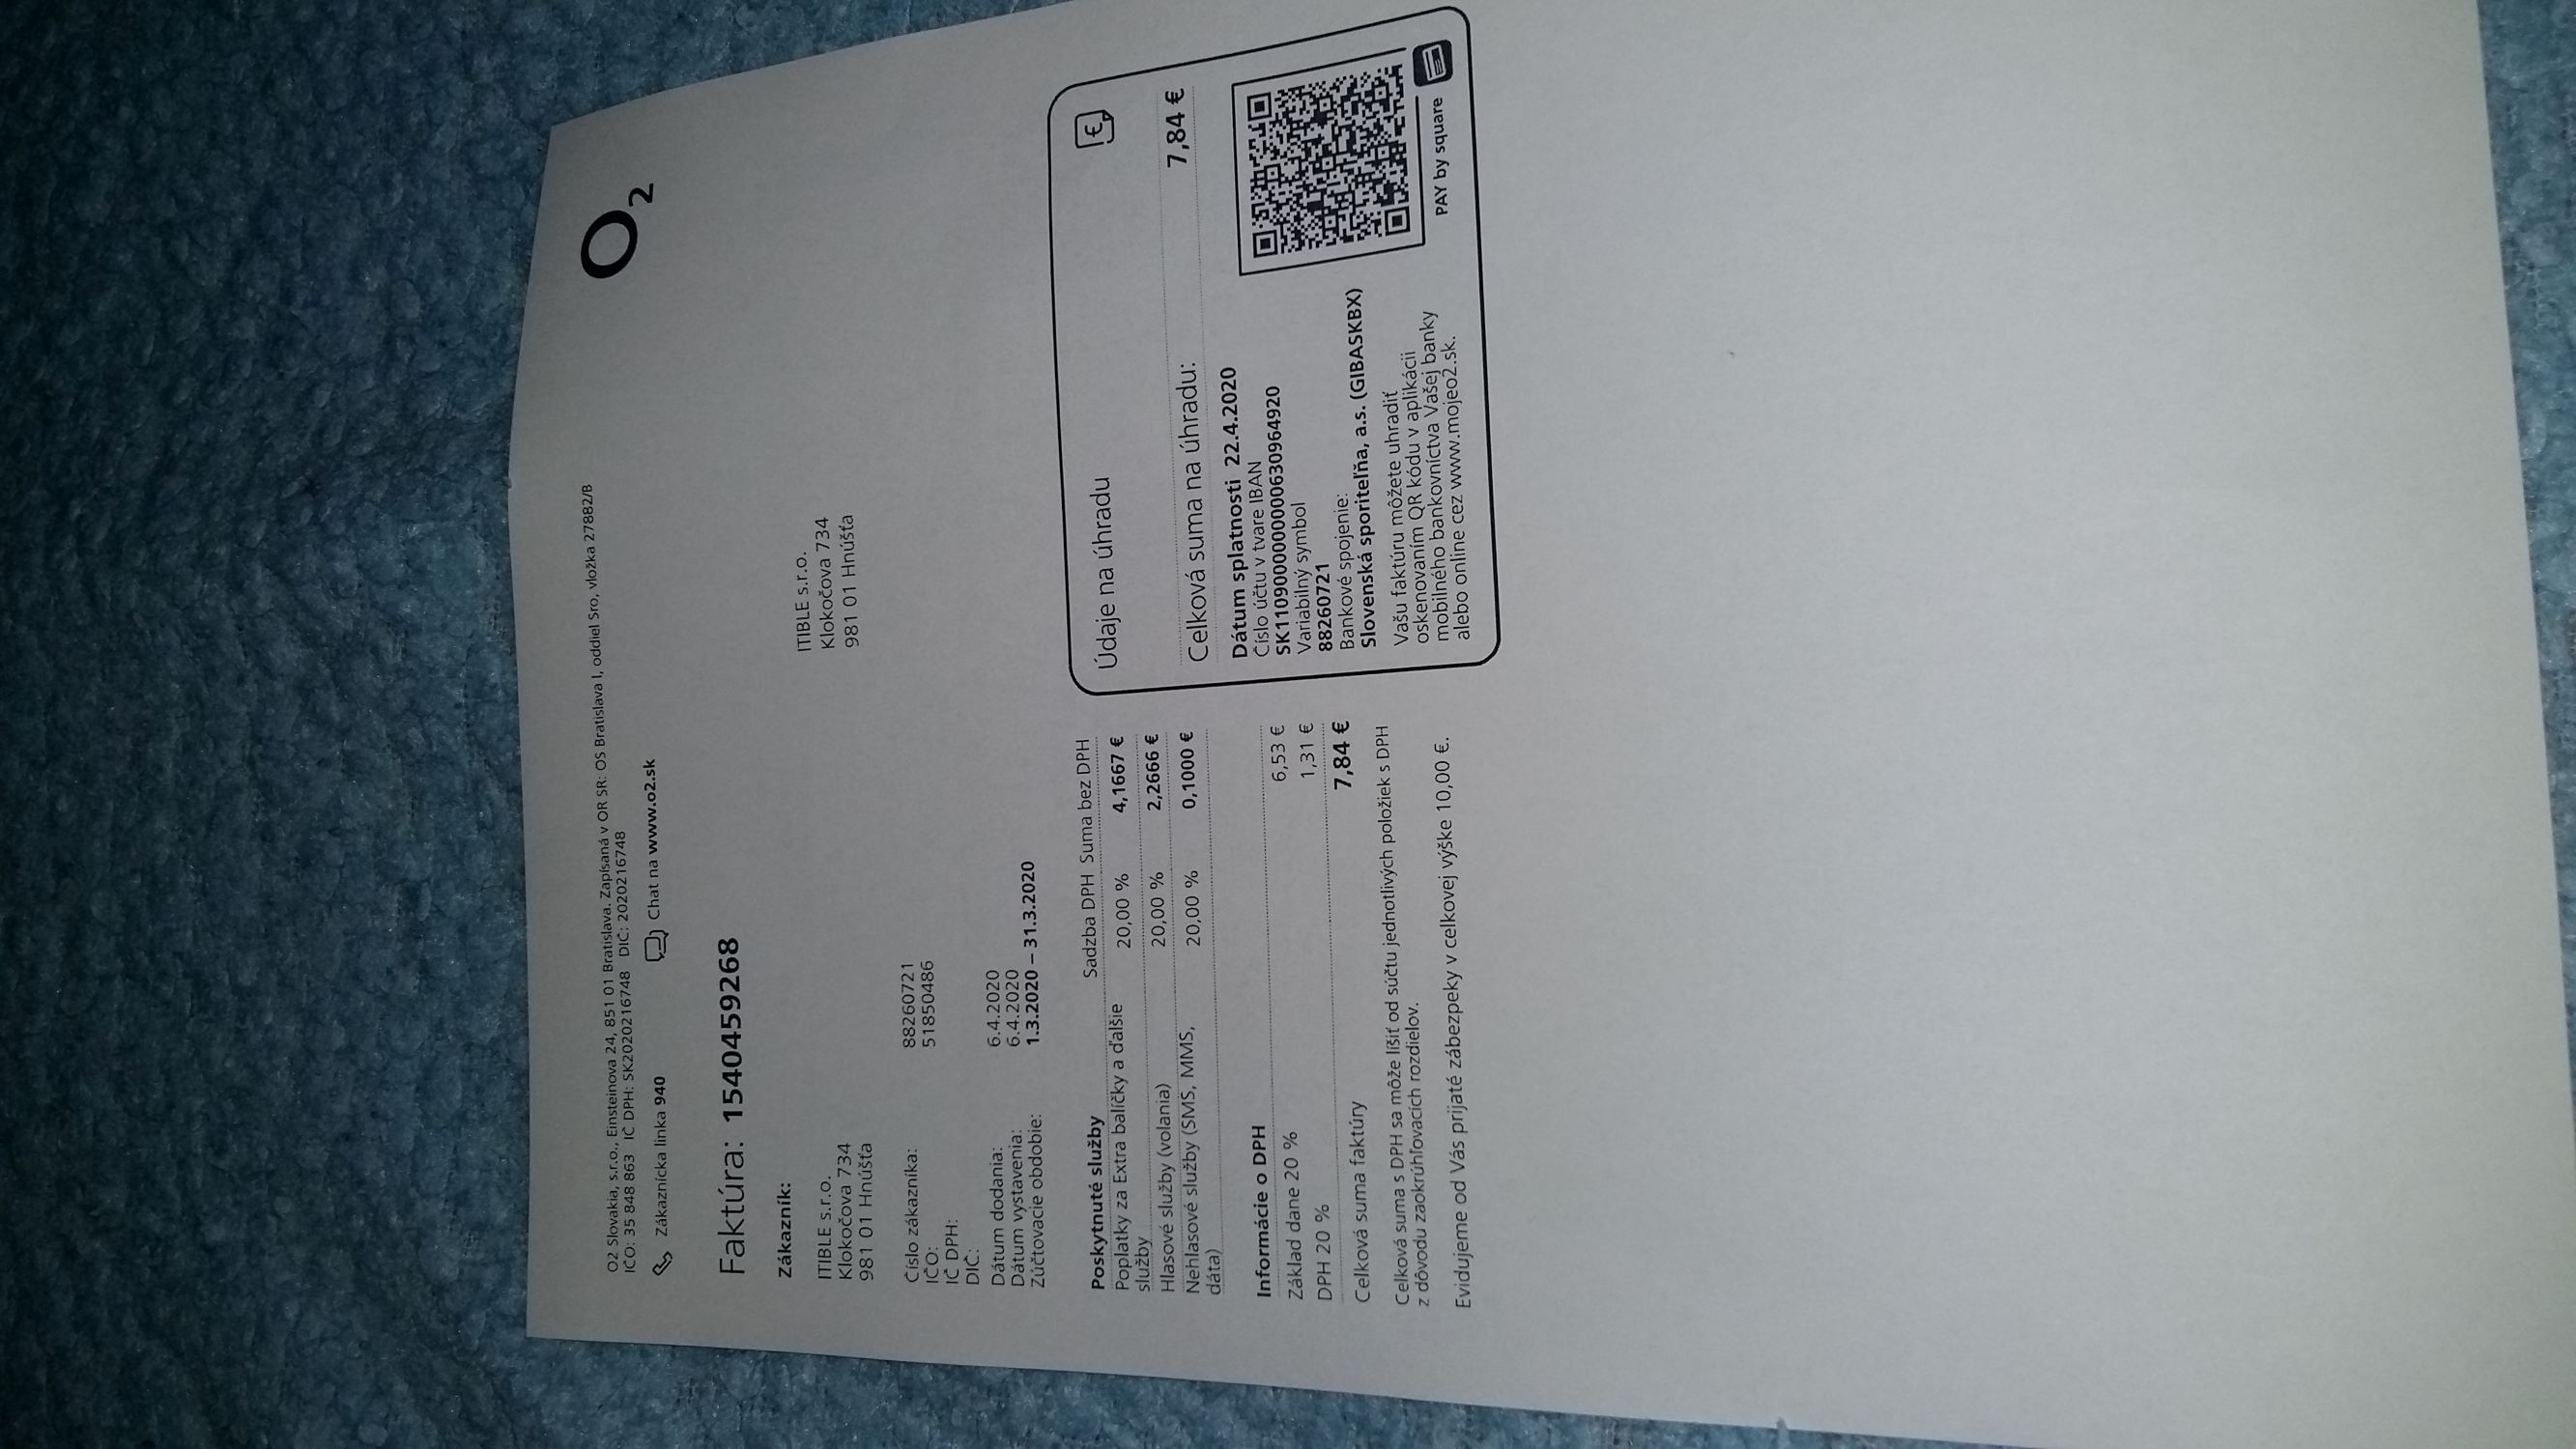 O2 Slovakia, s.r.o., Einsteinova 24, 851 01 Bratislava. Zapísaná v OR SR: OS Bratislava I, oddiel Sro, vložka 27882/B
IČO: 35 848 863 IČ DPH: SK2020216748 DIČ: 2020216748
O2
Zákaznícka linka 940 Chat na www.o2.sk
Faktúra: 1540459268
Zákazník:
ITIBLE s.r.o.
Klokočova 734
981 01 Hnúšťa
ITIBLE s.r.o.
Klokočova 734
981 01 Hnúšťa
Číslo zákazníka: 88260721
IČO: 51850486
IČ DPH:
DIČ:
Dátum dodania: 6.4.2020
Dátum vystavenia: 6.4.2020
Zúčtovacie obdobie: 1.3.2020 – 31.3.2020
Poskytnuté služby Sadzba DPH Suma bez DPH
Poplatky za Extra balíčky a ďalšie 20,00 % 4,1667 €
služby
Hlasové služby (volania) 20,00 % 2,2666 €
Nehlasové služby (SMS, MMS, 20,00 % 0,1000 €
dáta)
Informácie o DPH
Základ dane 20 % 6,53 €
DPH 20 % 1,31 €
Celková suma faktúry 7,84 €
Celková suma s DPH sa môže líšiť od súčtu jednotlivých položiek s DPH
z dôvodu zaokrúhľovacích rozdielov.
Evidujeme od Vás prijaté zábezpeky v celkovej výške 10,00 €.
Údaje na úhradu €
Celková suma na úhradu: 7,84 €
Dátum splatnosti 22.4.2020
Číslo účtu v tvare IBAN
SK1109000000000630964920
Variabilný symbol
88260721
Bankové spojenie:
Slovenská sporiteľňa, a.s. (GIBASKBX)
Vašu faktúru môžete uhradiť
oskenovaním QR kódu v aplikácii
mobilného bankovníctva Vašej banky
alebo online cez www.mojeo2.sk.
PAY by square